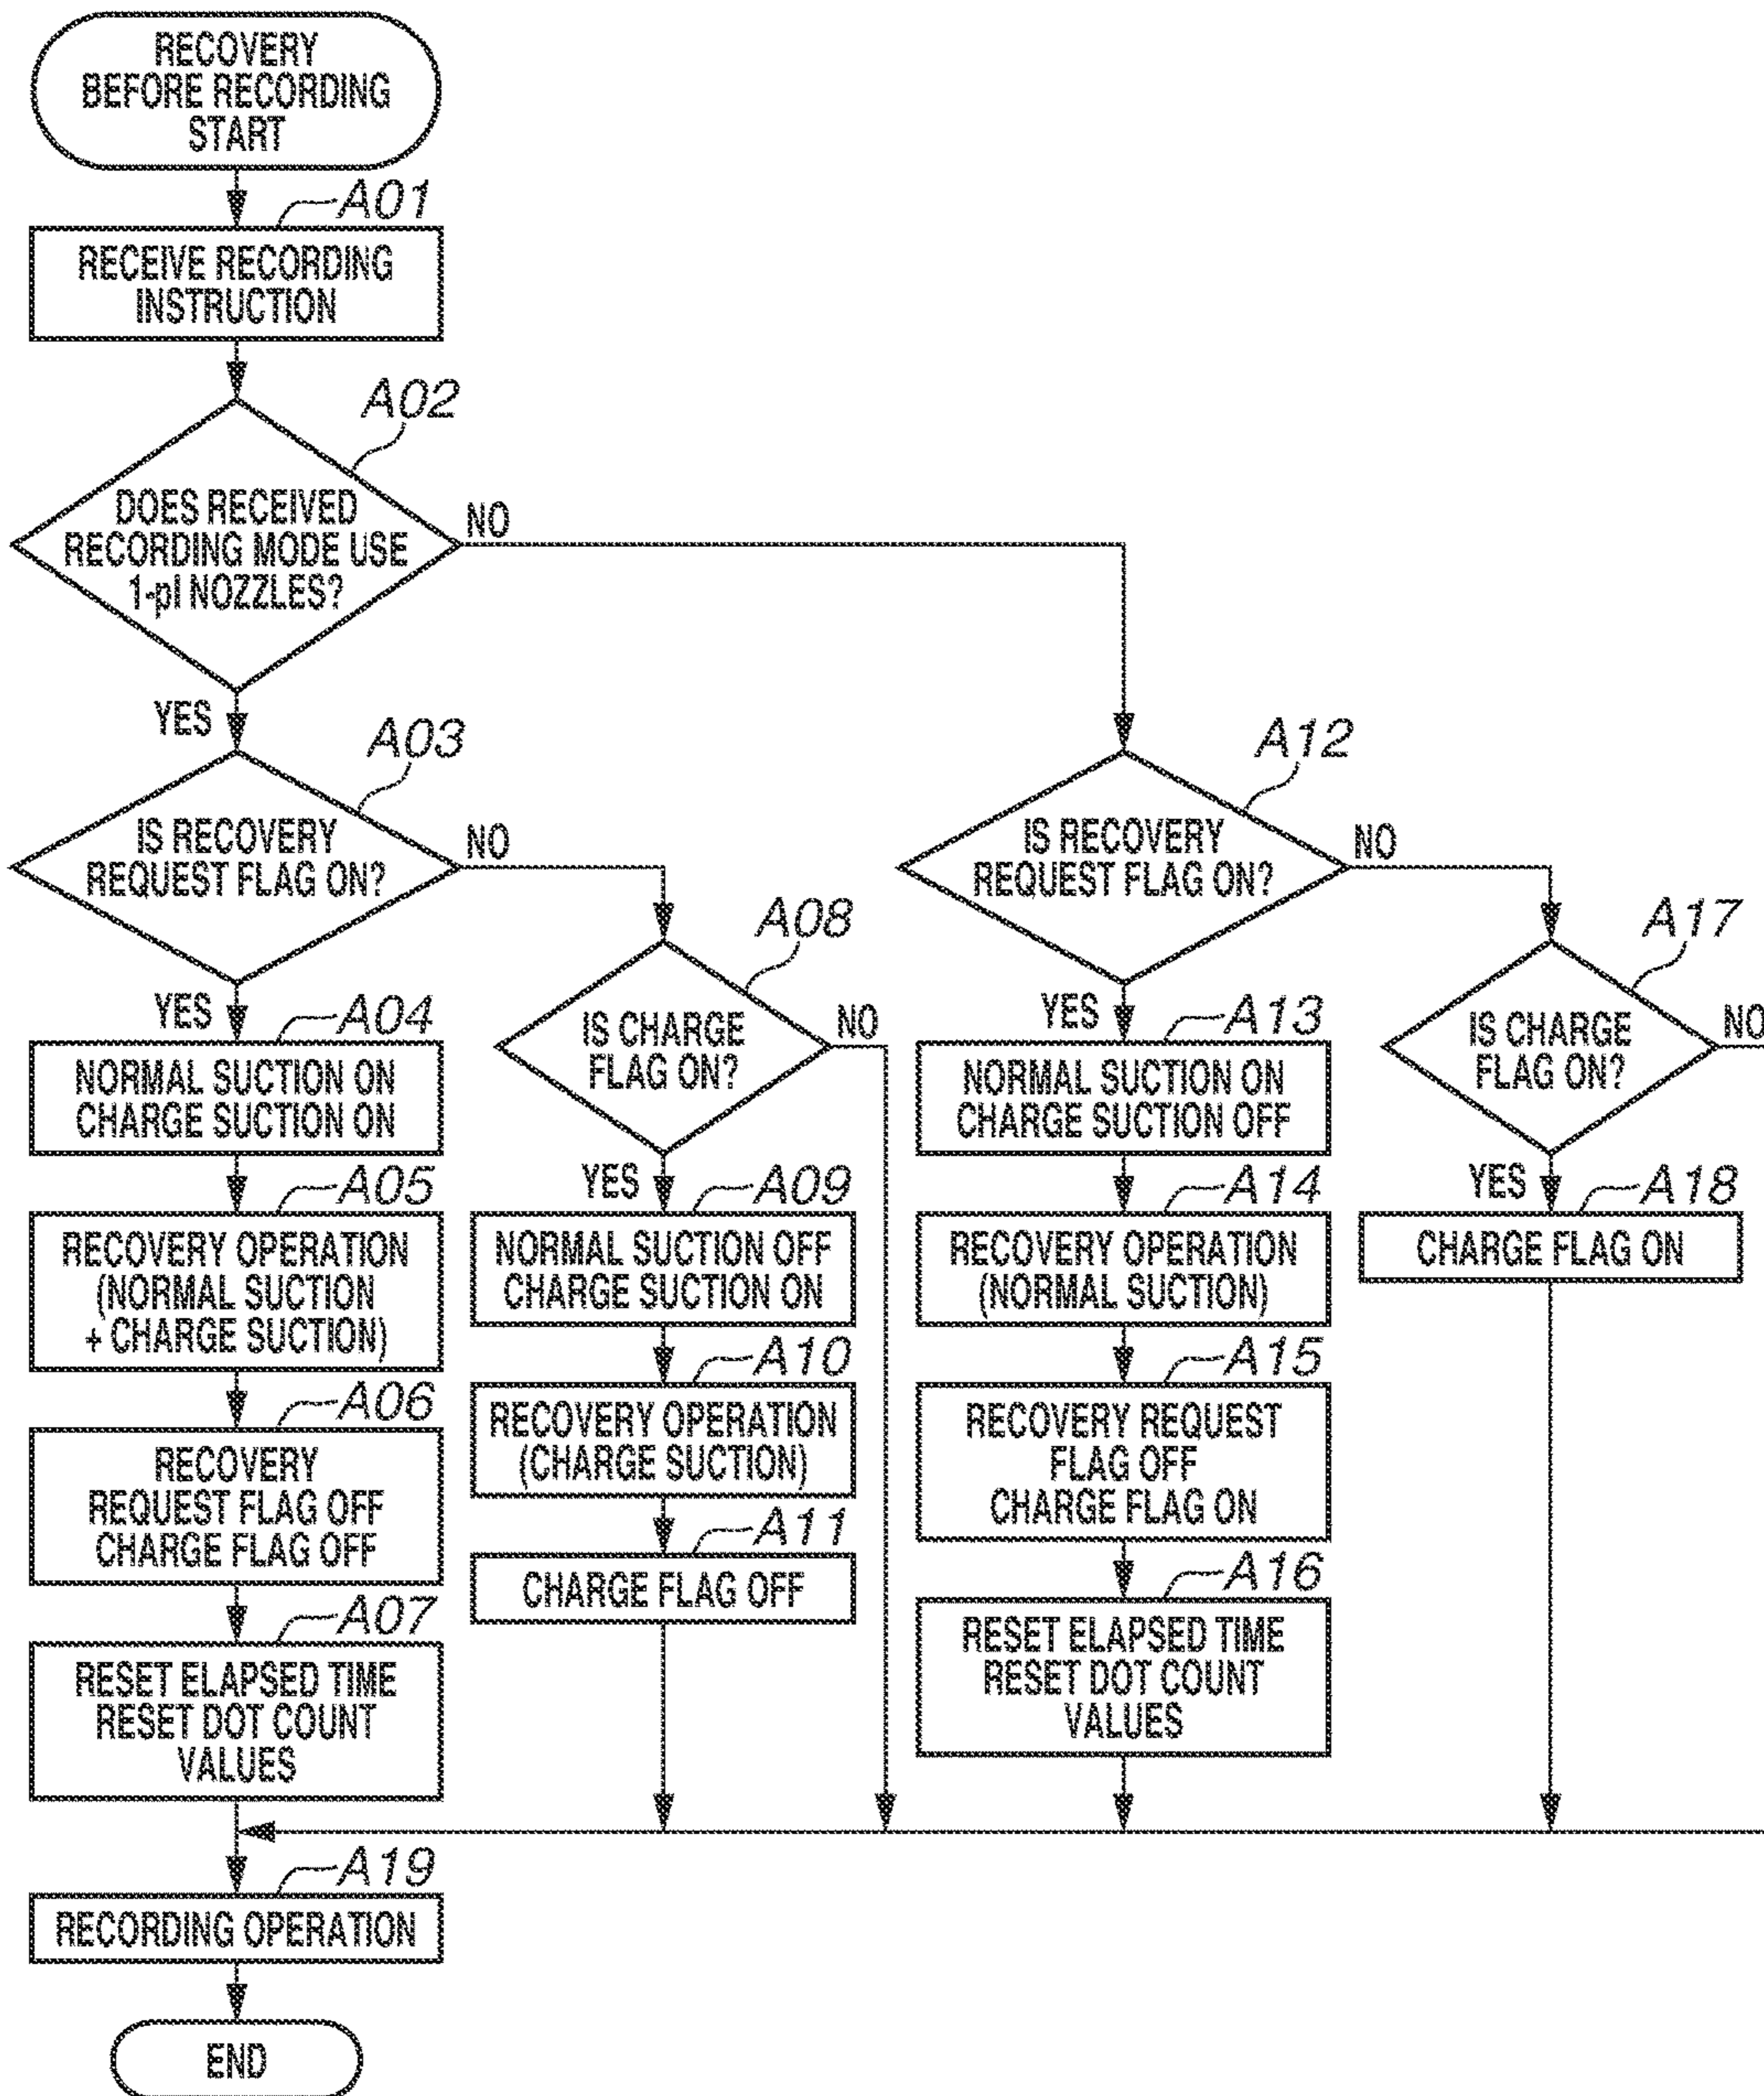 RECOVERY
BEFORE RECORDING
START
A01
RECEIVE RECORDING
INSTRUCTION
A02
DOES RECEIVED
RECORDING MODE USE
1-pl NOZZLES?
NO
YES
A03
IS RECOVERY
REQUEST FLAG ON?
NO
YES
A04
NORMAL SUCTION ON
CHARGE SUCTION ON
A05
RECOVERY OPERATION
(NORMAL SUCTION
+ CHARGE SUCTION)
A06
RECOVERY
REQUEST FLAG OFF
CHARGE FLAG OFF
A07
RESET ELAPSED TIME
RESET DOT COUNT
VALUES
A08
IS CHARGE
FLAG ON?
NO
YES
A09
NORMAL SUCTION OFF
CHARGE SUCTION ON
A10
RECOVERY OPERATION
(CHARGE SUCTION)
A11
CHARGE FLAG OFF
A12
IS RECOVERY
REQUEST FLAG ON?
NO
YES
A13
NORMAL SUCTION ON
CHARGE SUCTION OFF
A14
RECOVERY OPERATION
(NORMAL SUCTION)
A15
RECOVERY REQUEST
FLAG OFF
CHARGE FLAG ON
A16
RESET ELAPSED TIME
RESET DOT COUNT
VALUES
A17
IS CHARGE
FLAG ON?
NO
YES
A18
CHARGE FLAG ON
A19
RECORDING OPERATION
END